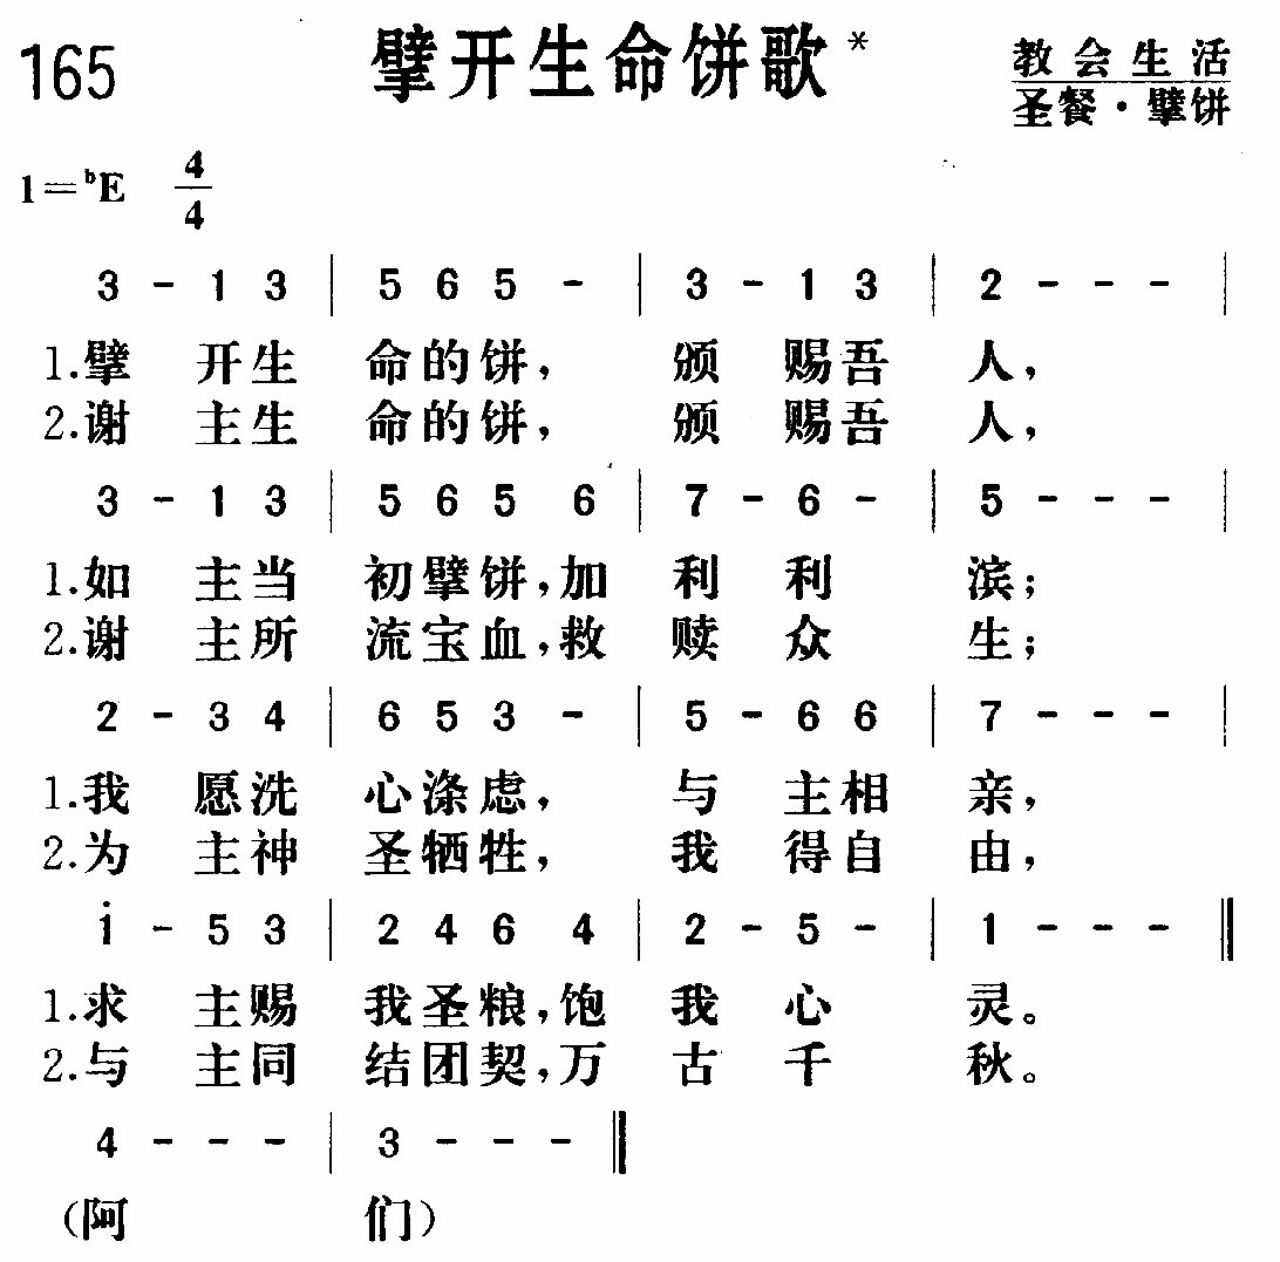 165 擘开生命饼歌* 教会生活
圣餐·擘饼
1=ᵇE 4/4
3 - 1 3 | 5 6 5 - | 3 - 1 3 | 2 - - - |
1.擘 开生 命的饼, 颁 赐吾 人,
2.谢 主生 命的饼, 颁 赐吾 人,
3 - 1 3 | 5 6 5 6 | 7 - 6 - | 5 - - - |
1.如 主当 初擘饼,加 利 利 滨;
2.谢 主所 流宝血,救 赎 众 生;
2 - 3 4 | 6 5 3 - | 5 - 6 6 | 7 - - - |
1.我 愿洗 心涤虑, 与 主相 亲,
2.为 主神 圣牺牲, 我 得自 由,
i - 5 3 | 2 4 6 4 | 2 - 5 - | 1 - - - ‖
1.求 主赐 我圣粮,饱 我 心 灵。
2.与 主同 结团契,万 古 千 秋。
4 - - - | 3 - - - ‖
(阿 们)